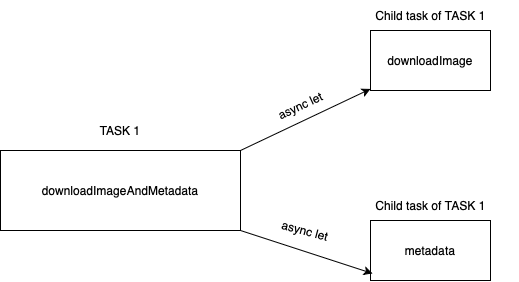 Child task of TASK 1
downloadImage
async let
TASK 1
downloadImageAndMetadata
Child task of TASK 1
async let
metadata